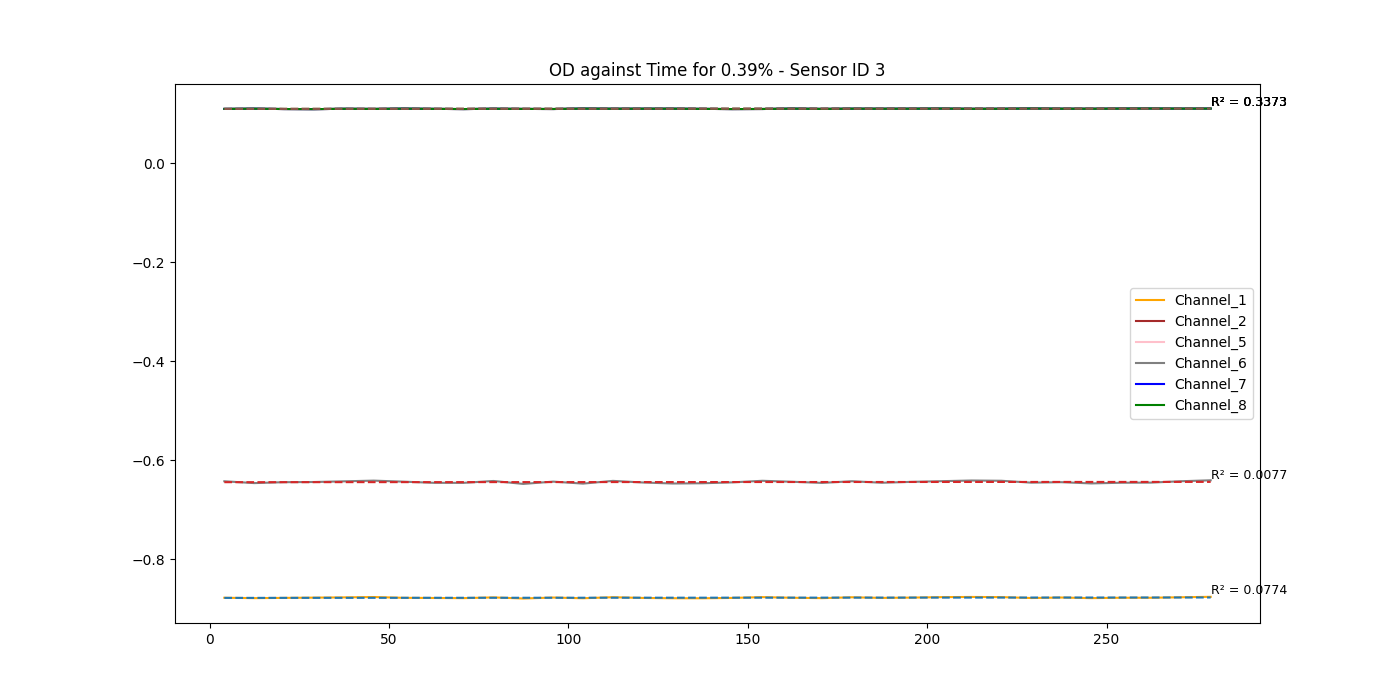 OD against Time for 0.39% - Sensor ID 3
0.0
−0.2
−0.4
−0.6
−0.8
0
50
100
150
200
250
R² = 0.3373
R² = 0.0077
R² = 0.0774
Channel_1
Channel_2
Channel_5
Channel_6
Channel_7
Channel_8